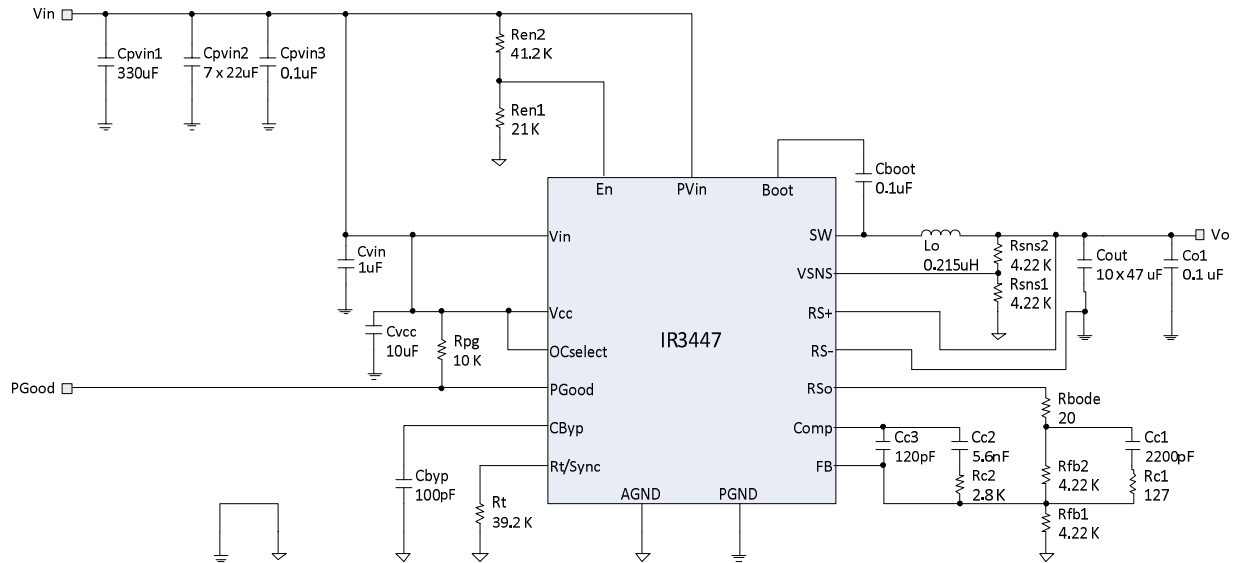 Vin
Cpvin1
330uF
Cpvin2
7 x 22uF
Cpvin3
0.1uF
Ren2
41.2 K
Ren1
21 K
Cboot
0.1uF
En
PVin
Boot
Vin
SW
Vo
Cvin
1uF
Lo
0.215uH
Rsns2
4.22 K
Rsns1
4.22 K
Cout
10 x 47 uF
Co1
0.1 uF
VSNS
Vcc
RS+
Cvcc
10uF
Rpg
10 K
OCselect
IR3447
RS-
PGood
PGood
RSo
Rbode
20
CByp
Comp
Cc3
120pF
Cc2
5.6nF
Rc2
2.8 K
Cc1
2200pF
Rc1
127
Rfb2
4.22 K
Rfb1
4.22 K
Rt/Sync
FB
Cbyp
100pF
Rt
39.2 K
AGND
PGND